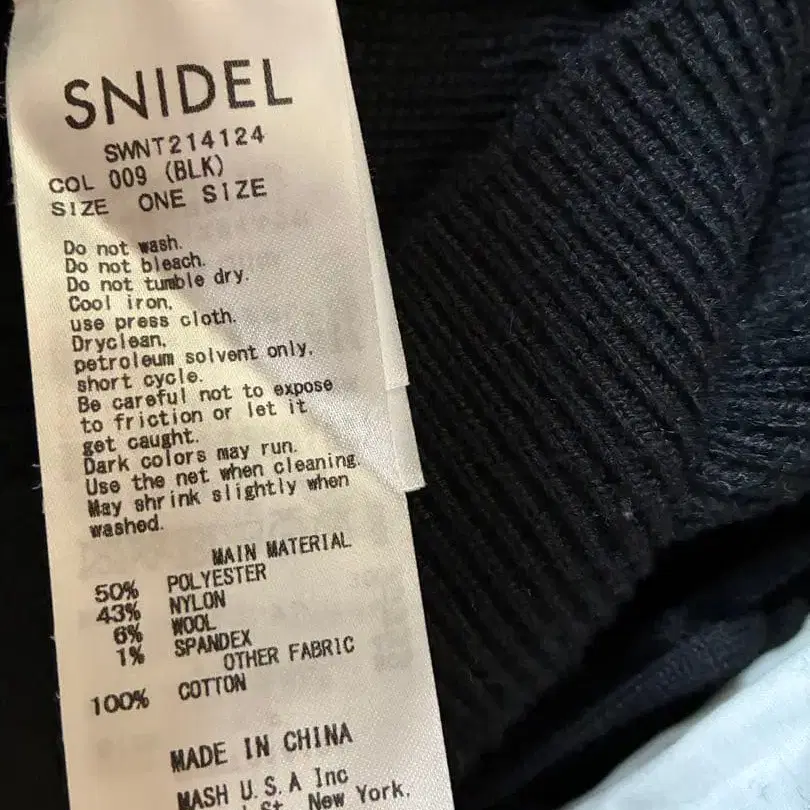 SNIDEL
SWNT214124
COL 009 (BLK)
SIZE ONE SIZE
Do not wash.
Do not bleach.
Do not tumble dry.
Cool iron,
use press cloth.
Dryclean,
petroleum solvent only,
short cycle.
Be careful not to expose
to friction or let it
get caught.
Dark colors may run.
Use the net when cleaning.
May shrink slightly when
washed.
MAIN MATERIAL
50% POLYESTER
43% NYLON
6% WOOL
1% SPANDEX
OTHER FABRIC
100% COTTON
MADE IN CHINA
MASH U.S.A Inc
St. New York,